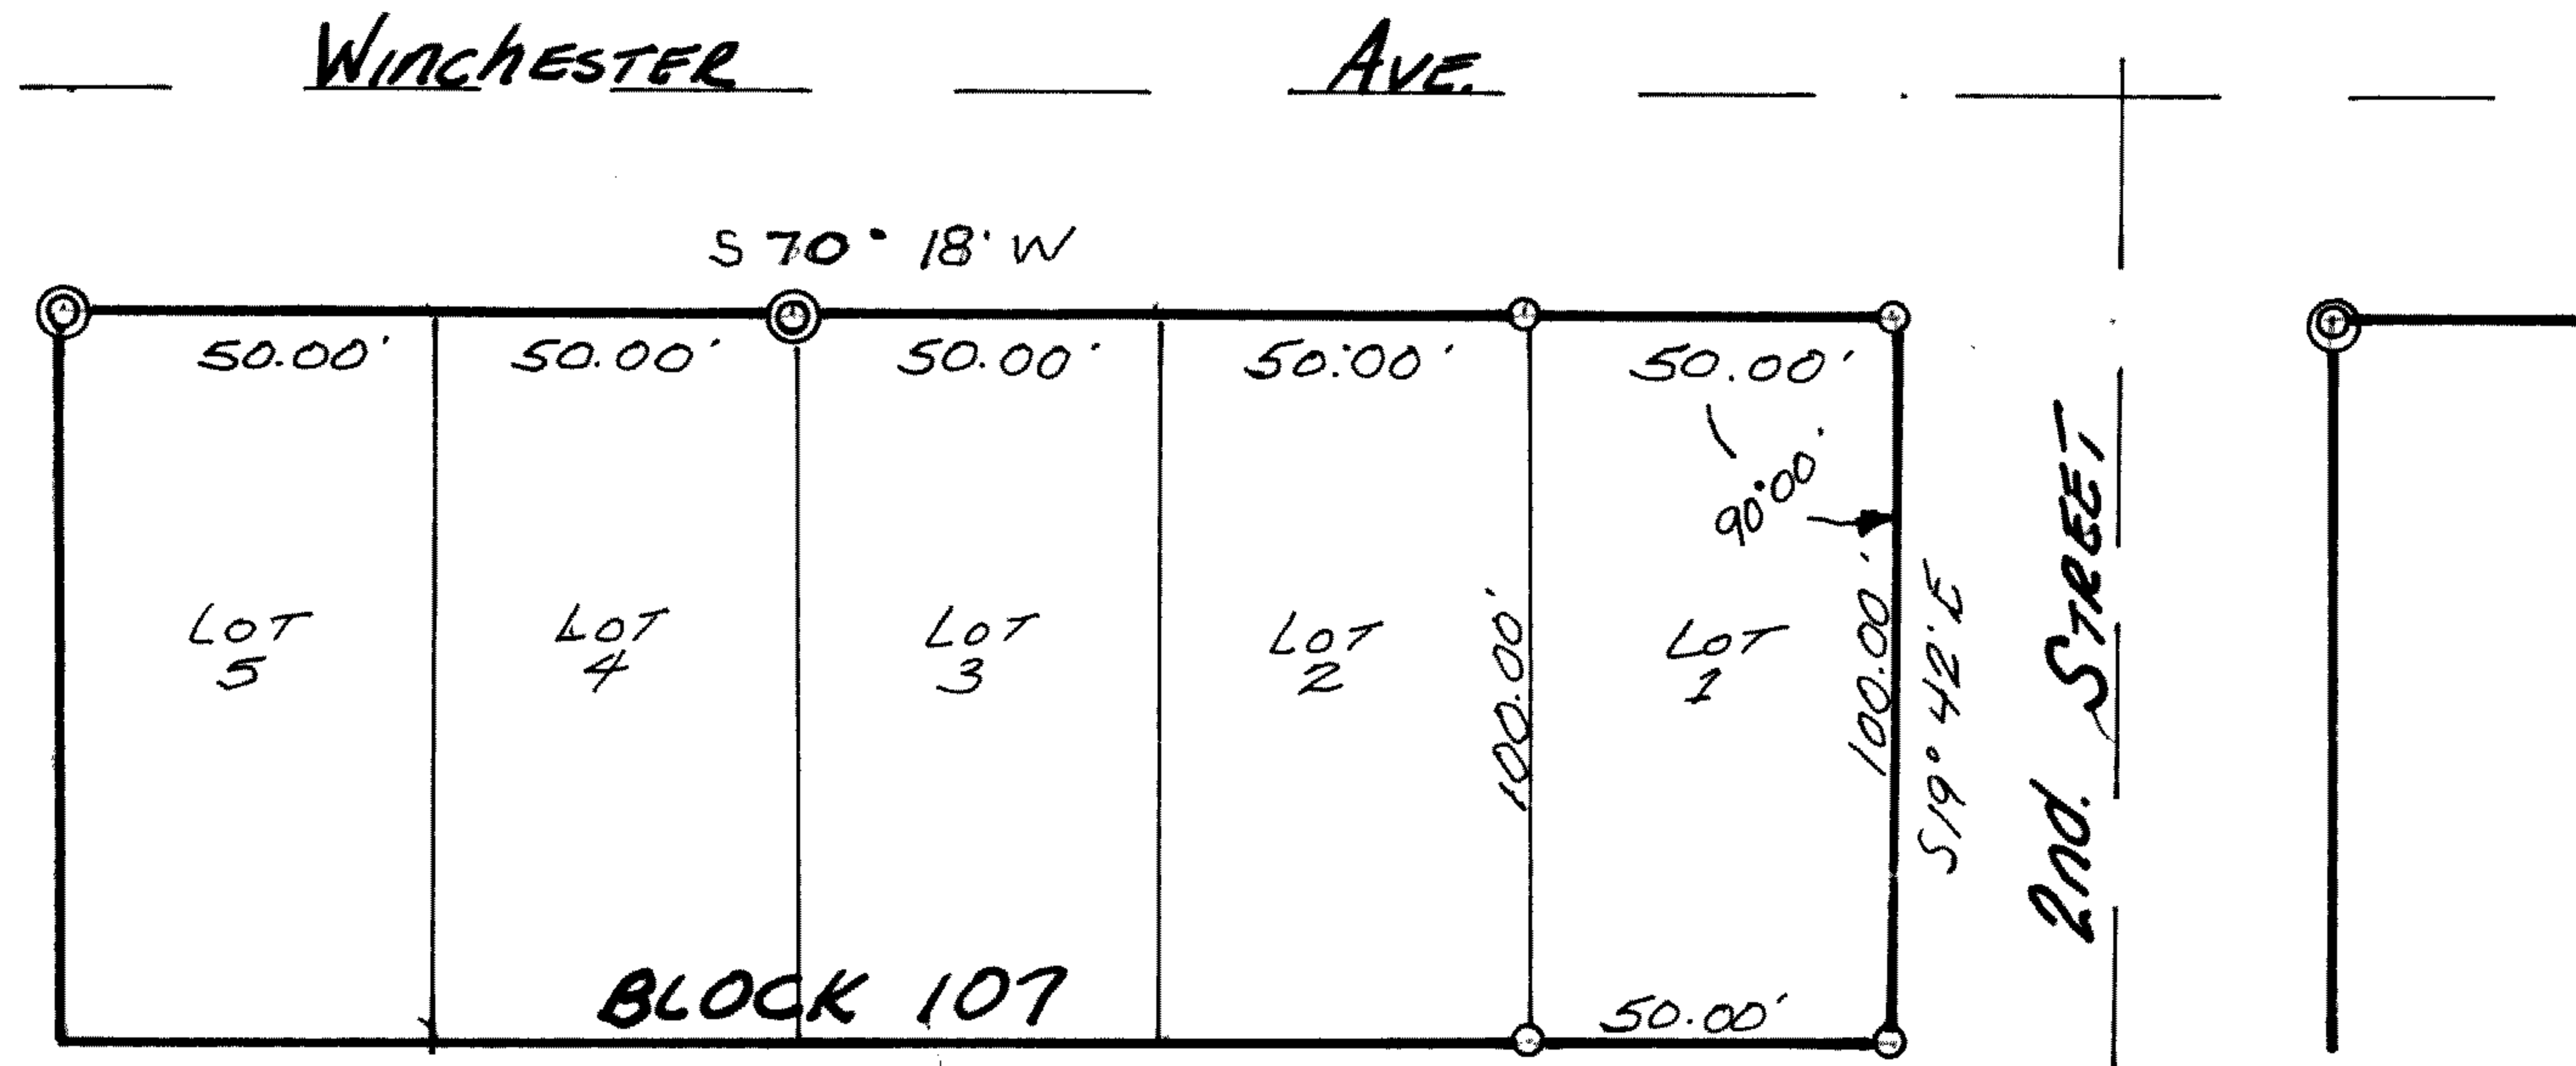 WINCHESTER AVE.
S 70° 18' W
50.00' 50.00' 50.00' 50.00' 50.00'
90°00'
LOT 5
LOT 4
LOT 3
LOT 2
100.00'
LOT 1
100.00'
S19° 42' E
2nd. STREET
BLOCK 107
50.00'